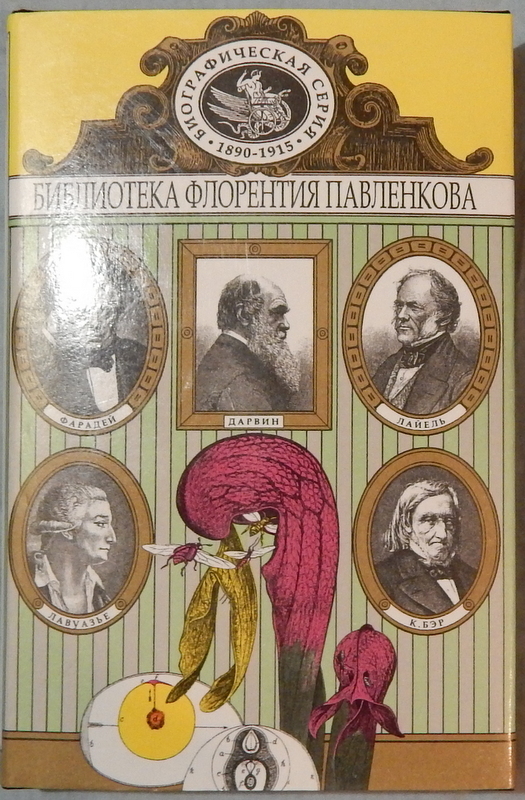 БИОГРАФИЧЕСКАЯ СЕРИЯ
• 1890-1915 •
БИБЛИОТЕКА ФЛОРЕНТИЯ ПАВЛЕНКОВА
ФАРАДЕЙ
ДАРВИН
ЛАЙЕЛЬ
ЛАВУАЗЬЕ
К.БЭР